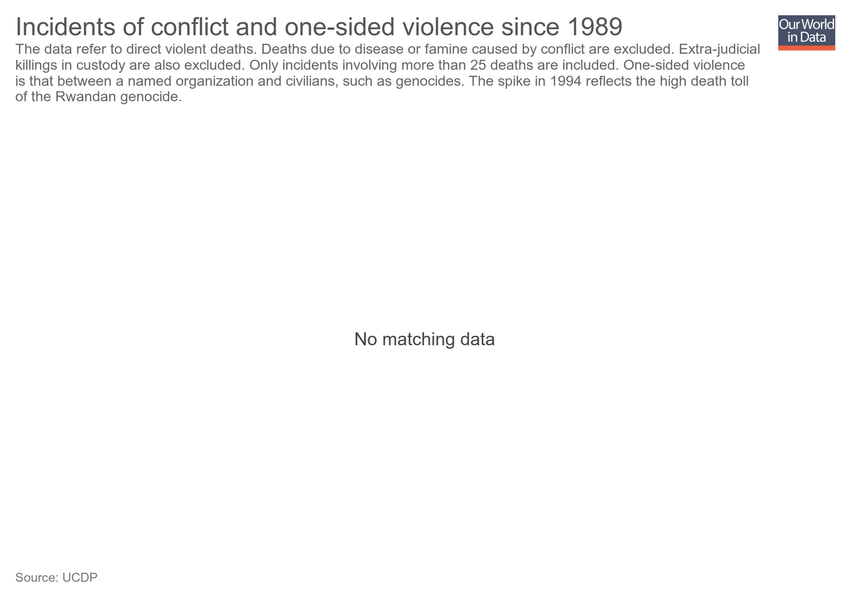 Incidents of conflict and one-sided violence since 1989
Our World
in Data
The data refer to direct violent deaths. Deaths due to disease or famine caused by conflict are excluded. Extra-judicial
killings in custody are also excluded. Only incidents involving more than 25 deaths are included. One-sided violence
is that between a named organization and civilians, such as genocides. The spike in 1994 reflects the high death toll
of the Rwandan genocide.
No matching data
Source: UCDP